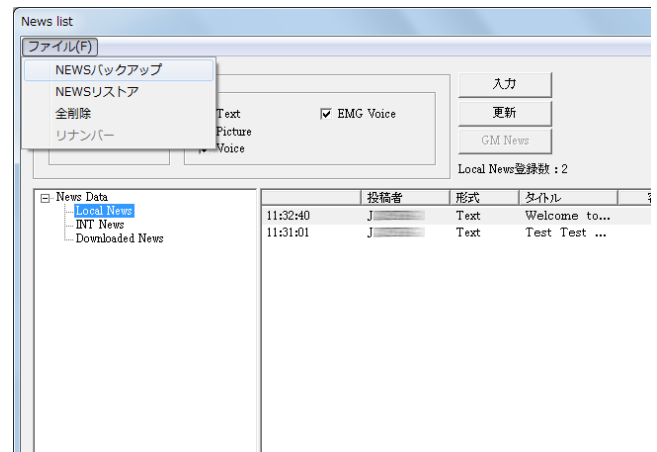 News list
ファイル(F)
NEWSバックアップ
NEWSリストア
全削除
リナンバー
Text
Picture
Voice
EMG Voice
入力
更新
GM News
Local News登録数：2
News Data
Local News
INT News
Downloaded News
投稿者 形式 タイトル
11:32:40 J Text Welcome to...
11:31:01 J Text Test Test ...